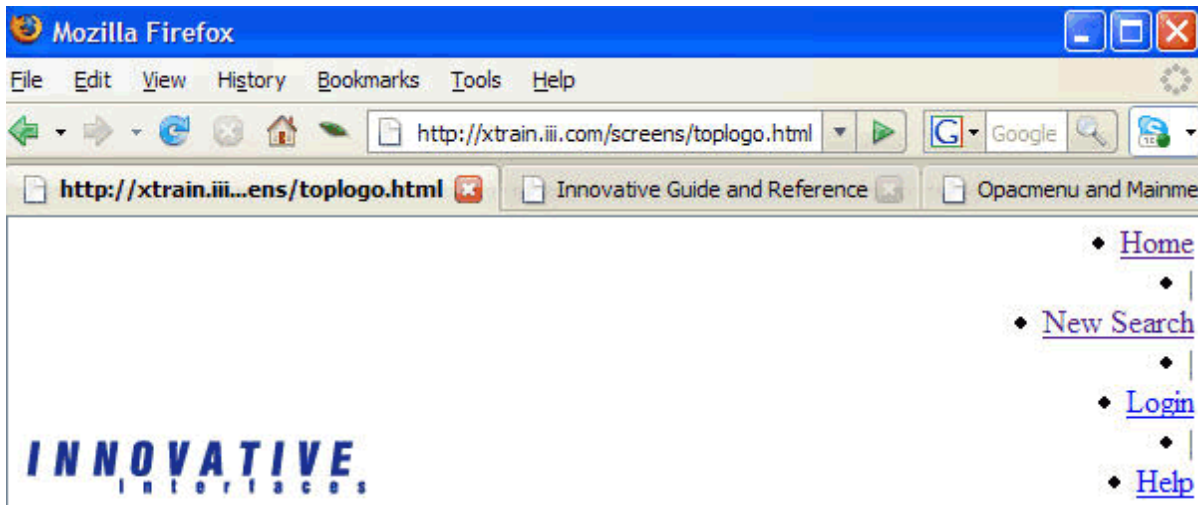 Mozilla Firefox
File Edit View History Bookmarks Tools Help
http://xtrain.iii.com/screens/toplogo.html G Google
http://xtrain.iii...ens/toplogo.html Innovative Guide and Reference Opacmenu and Mainme
• Home
• |
• New Search
• |
• Login
• |
• Help
INNOVATIVE
Interfaces